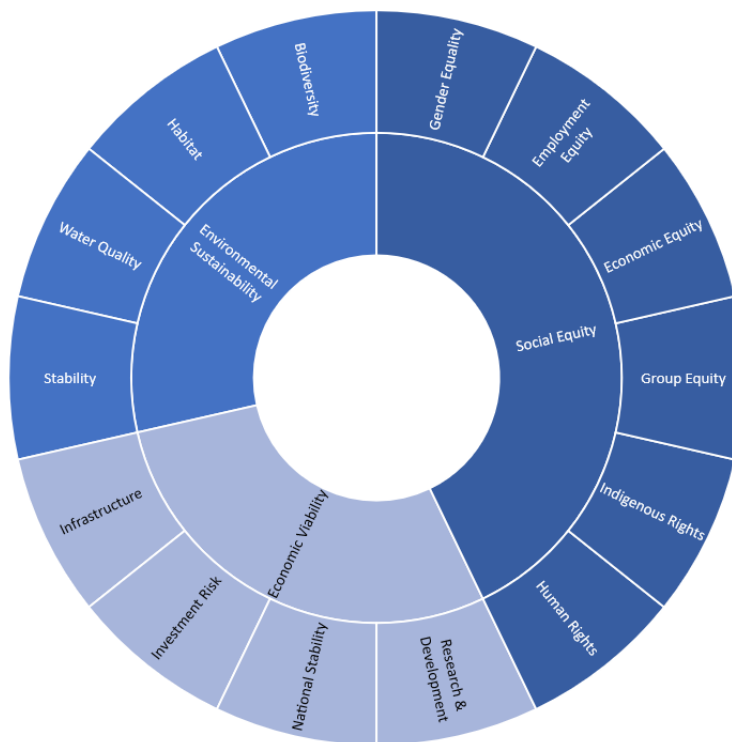 Gender Equality
Employment
Equity
Economic Equity
Group Equity
Indigenous Rights
Human Rights
Research &
Development
National Stability
Investment Risk
Infrastructure
Stability
Water Quality
Habitat
Biodiversity
Social Equity
Economic Viability
Environmental
Sustainability